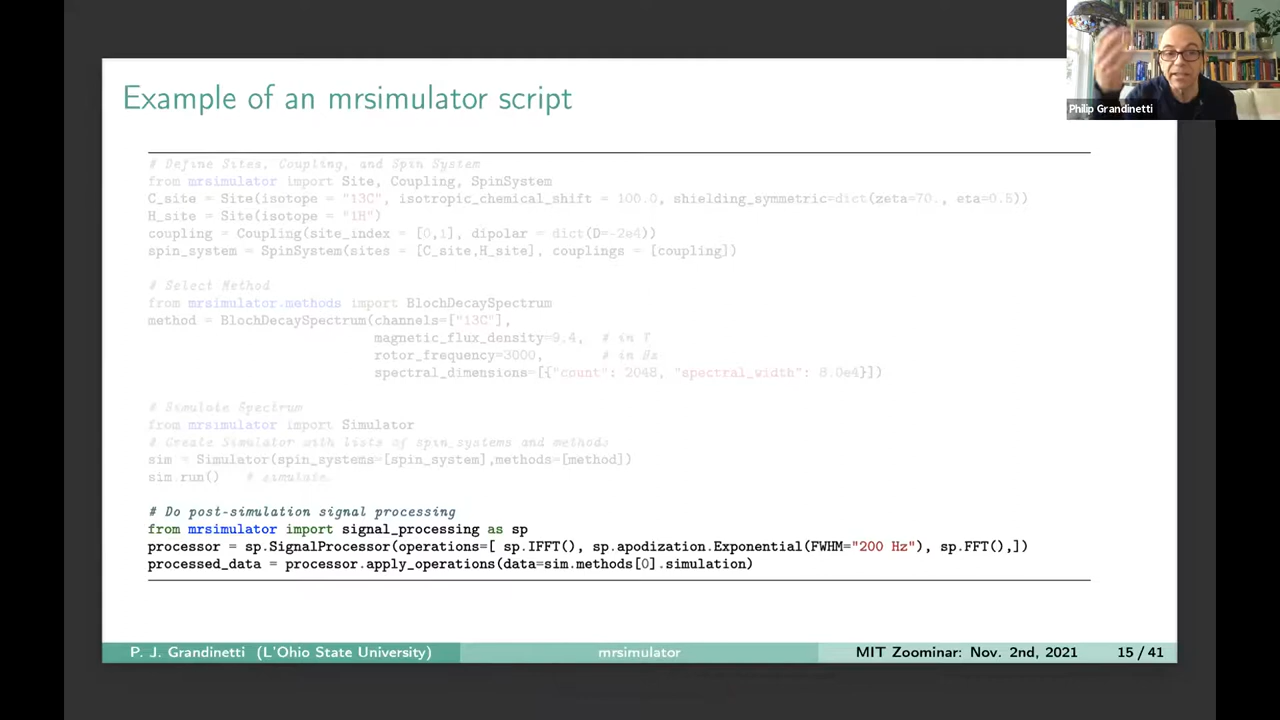 Example of an mrsimulator script
Philip Grandinetti
# Define Sites, Coupling, and Spin System
from mrsimulator import Site, Coupling, SpinSystem
C_site = Site(isotope = "13C", isotropic_chemical_shift = 100.0, shielding_symmetric=dict(zeta=70., eta=0.5))
H_site = Site(isotope = "1H")
coupling = Coupling(site_index = [0,1], dipolar = dict(D=-2e4))
spin_system = SpinSystem(sites = [C_site,H_site], couplings = [coupling])
# Select Method
from mrsimulator.methods import BlochDecaySpectrum
method = BlochDecaySpectrum(channels=["13C"],
magnetic_flux_density=9.4, # in T
rotor_frequency=3000, # in Hz
spectral_dimensions=[{"count": 2048, "spectral_width": 8.0e4}])
# Simulate Spectrum
from mrsimulator import Simulator
# Create Simulator with lists of spin_systems and methods
sim = Simulator(spin_systems=[spin_system],methods=[method])
sim.run() # simulate.
# Do post-simulation signal processing
from mrsimulator import signal_processing as sp
processor = sp.SignalProcessor(operations=[ sp.IFFT(), sp.apodization.Exponential(FWHM="200 Hz"), sp.FFT(),])
processed_data = processor.apply_operations(data=sim.methods[0].simulation)
P. J. Grandinetti (L'Ohio State University) mrsimulator MIT Zoominar: Nov. 2nd, 2021 15 / 41